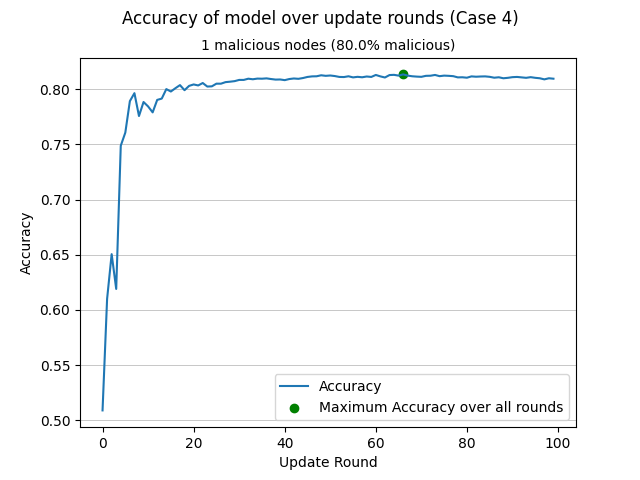 Accuracy of model over update rounds (Case 4)
1 malicious nodes (80.0% malicious)
0.80
0.75
0.70
0.65
0.60
0.55
0.50
Accuracy
Accuracy
Maximum Accuracy over all rounds
0 20 40 60 80 100
Update Round